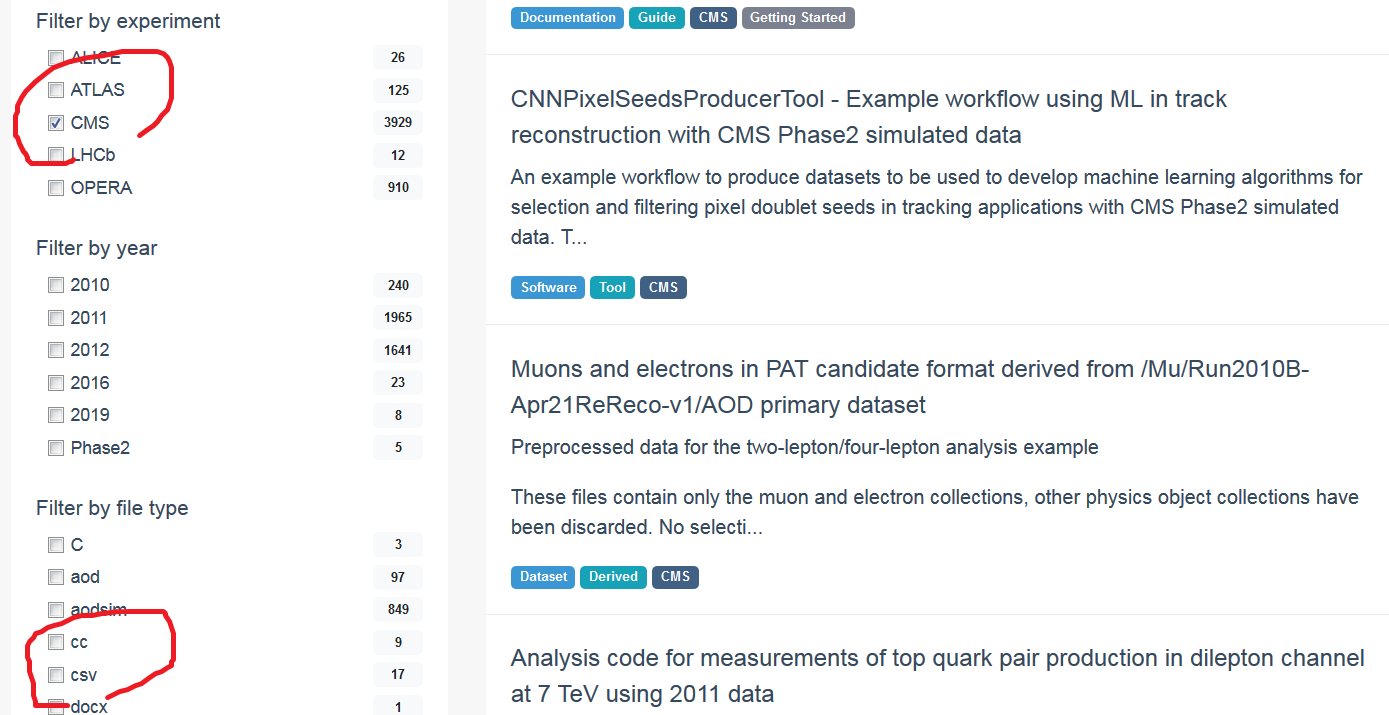 Filter by experiment
ALICE 26
ATLAS 125
CMS 3929
LHCb 12
OPERA 910
Filter by year
2010 240
2011 1965
2012 1641
2016 23
2019 8
Phase2 5
Filter by file type
C 3
aod 97
aodsim 849
cc 9
csv 17
docx 1
Documentation Guide CMS Getting Started
CNNPixelSeedsProducerTool - Example workflow using ML in track
reconstruction with CMS Phase2 simulated data
An example workflow to produce datasets to be used to develop machine learning algorithms for
selection and filtering pixel doublet seeds in tracking applications with CMS Phase2 simulated
data. T...
Software Tool CMS
Muons and electrons in PAT candidate format derived from /Mu/Run2010B-
Apr21ReReco-v1/AOD primary dataset
Preprocessed data for the two-lepton/four-lepton analysis example
These files contain only the muon and electron collections, other physics object collections have
been discarded. No selecti...
Dataset Derived CMS
Analysis code for measurements of top quark pair production in dilepton channel
at 7 TeV using 2011 data